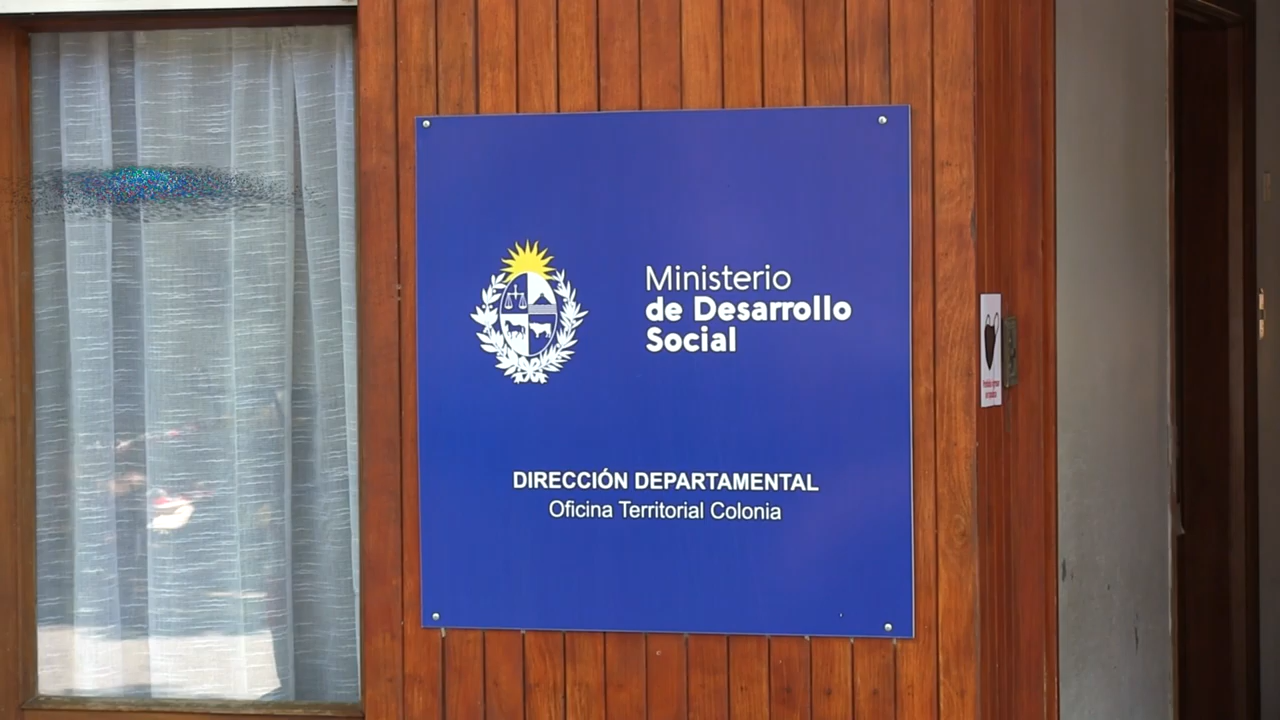 Ministerio
de Desarrollo
Social
DIRECCIÓN DEPARTAMENTAL
Oficina Territorial Colonia